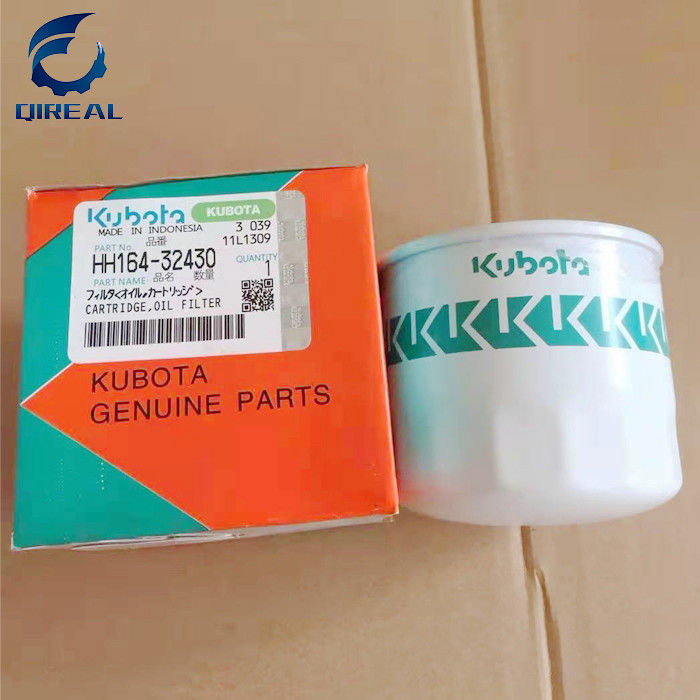 QIREAL
Kubota KUBOTA
MADE IN INDONESIA 3 039
品番 11L1309
PART No.
HH164-32430 QUANTITY
PART NAME 品名 数量 1
フィルタ<オイル,カートリッジ>
CARTRIDGE,OIL FILTER
KUBOTA
GENUINE PARTS
Kubota